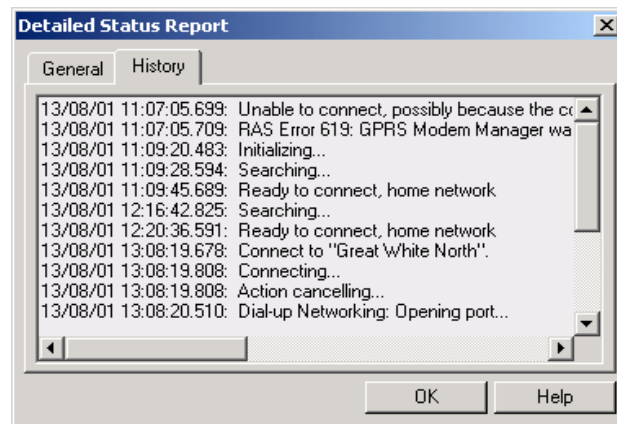 Detailed Status Report
General History
13/08/01 11:07:05.699: Unable to connect, possibly because the
13/08/01 11:07:05.709: RAS Error 619: GPRS Modem Manager wa
13/08/01 11:09:20.483: Initializing...
13/08/01 11:09:28.594: Searching...
13/08/01 11:09:45.689: Ready to connect, home network
13/08/01 12:16:42.825: Searching...
13/08/01 12:20:36.591: Ready to connect, home network
13/08/01 13:08:19.678: Connect to "Great White North".
13/08/01 13:08:19.808: Connecting...
13/08/01 13:08:19.808: Action cancelling...
13/08/01 13:08:20.510: Dial-up Networking: Opening port...
OK Help